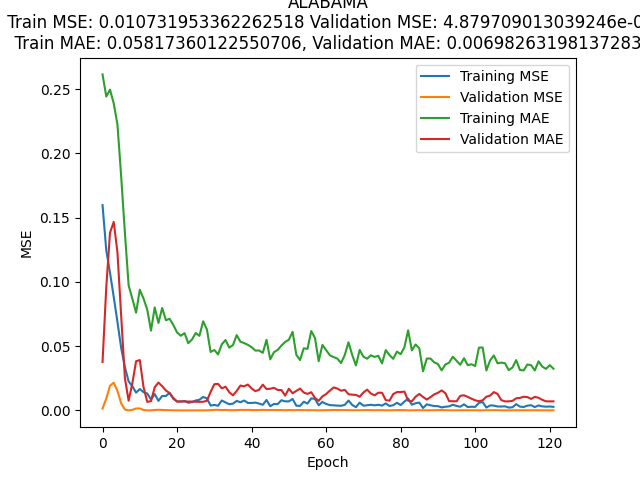 ALABAMA
Train MSE: 0.010731953362262518 Validation MSE: 4.879709013039246e-0
Train MAE: 0.05817360122550706, Validation MAE: 0.00698263198137283
Training MSE
Validation MSE
Training MAE
Validation MAE
MSE
0.25
0.20
0.15
0.10
0.05
0.00
0 20 40 60 80 100 120
Epoch